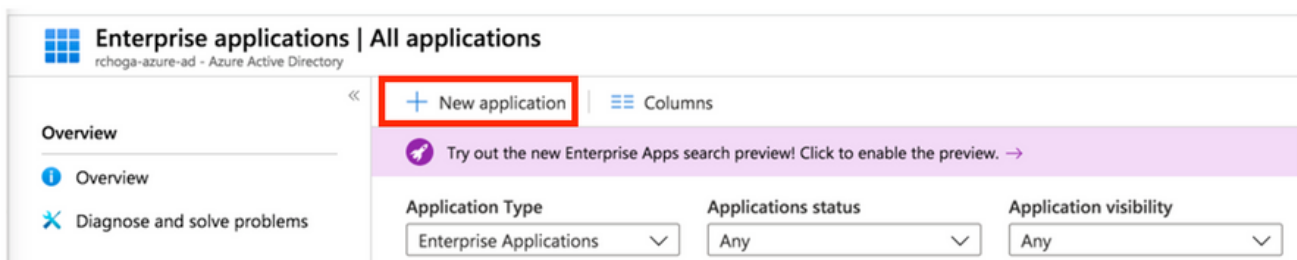 Enterprise applications | All applications
rchoga-azure-ad - Azure Active Directory
«
+ New application
Columns
Overview
Try out the new Enterprise Apps search preview! Click to enable the preview. →
Overview
Diagnose and solve problems
Application Type
Applications status
Application visibility
Enterprise Applications
Any
Any